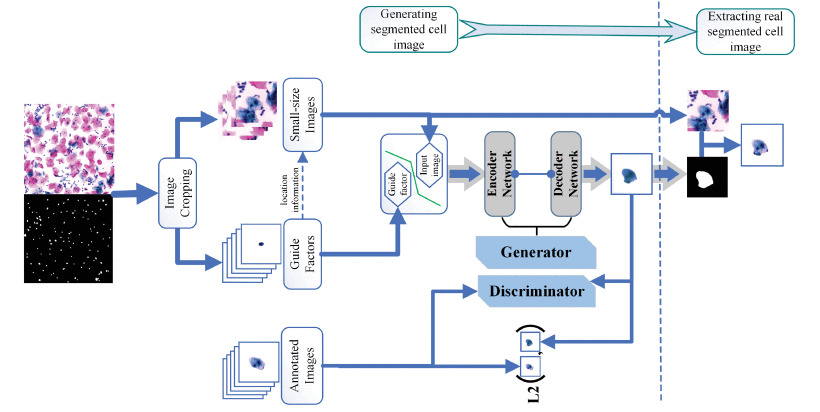 Generating
segmented cell
image
Extracting real
segmented cell
image
Image
Cropping
Small-size
Images
location
information
Guide
Factors
Guide
factor
Input
image
Encoder
Network
Decoder
Network
Generator
Discriminator
Annotated
Images
L2
( , )